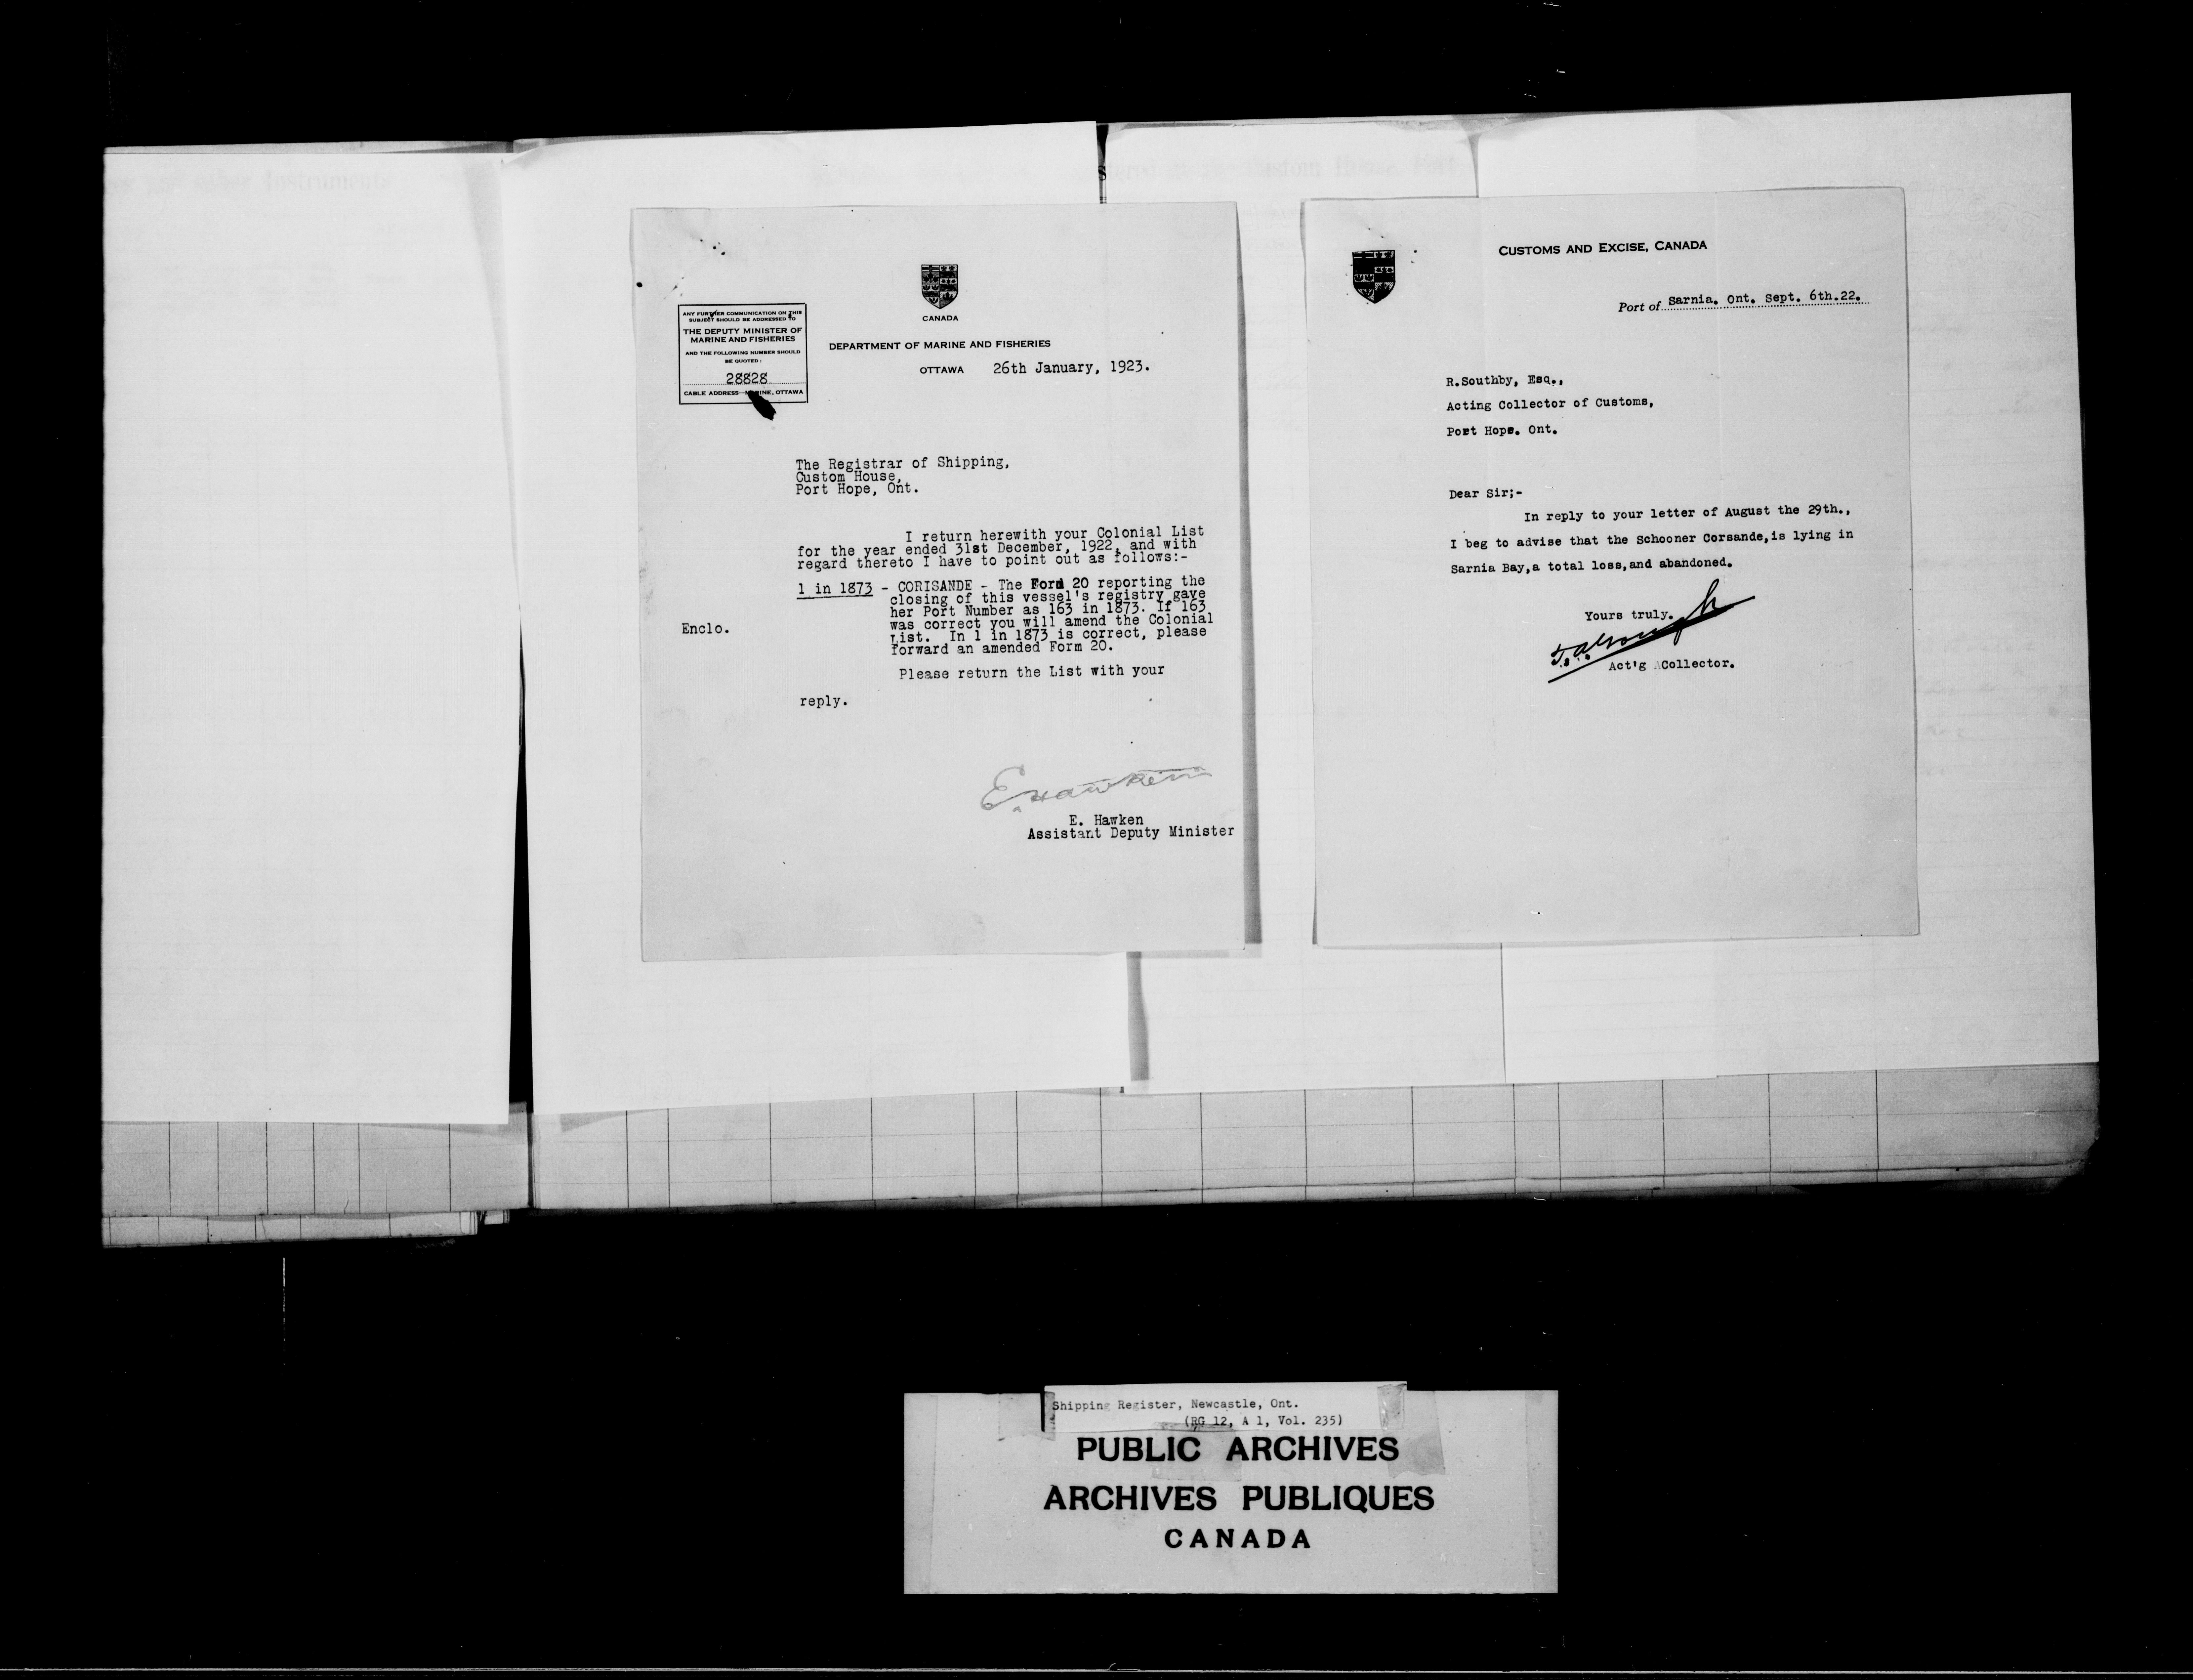 CANADA
ANY FURTHER COMMUNICATION ON THIS
SUBJECT SHOULD BE ADDRESSED TO
THE DEPUTY MINISTER OF
MARINE AND FISHERIES
AND THE FOLLOWING NUMBER SHOULD
BE QUOTED:
28828
CABLE ADDRESS—MARINE, OTTAWA
DEPARTMENT OF MARINE AND FISHERIES
OTTAWA 26th January, 1923.
The Registrar of Shipping,
Custom House,
Port Hope, Ont.
I return herewith your Colonial List
for the year ended 31st December, 1922, and with
regard thereto I have to point out as follows:-
1 in 1873 - CORISANDE - The Form 20 reporting the
closing of this vessel's registry gave
her Port Number as 163 in 1873. If 163
was correct you will amend the Colonial
List. In 1 in 1873 is correct, please
forward an amended Form 20.
Enclo.
Please return the List with your
reply.
E. Hawken
E. Hawken
Assistant Deputy Minister
CUSTOMS AND EXCISE, CANADA
Port of Sarnia. Ont. Sept. 6th.22.
R.Southby, Esq.,
Acting Collector of Customs,
Port Hope. Ont.
Dear Sir;-
In reply to your letter of August the 29th.,
I beg to advise that the Schooner Corsande,is lying in
Sarnia Bay,a total loss,and abandoned.
Yours truly.
Act'g Collector.
Shipping Register, Newcastle, Ont.
(RG 12, A 1, Vol. 235)
PUBLIC ARCHIVES
ARCHIVES PUBLIQUES
CANADA